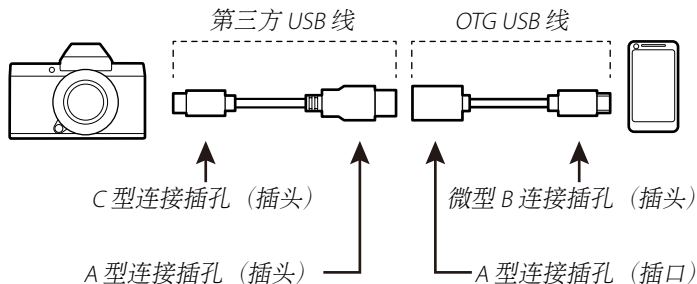 第三方 USB 线
OTG USB 线
C 型连接插孔（插头）
微型 B 连接插孔（插头）
A 型连接插孔（插头）
A 型连接插孔（插口）